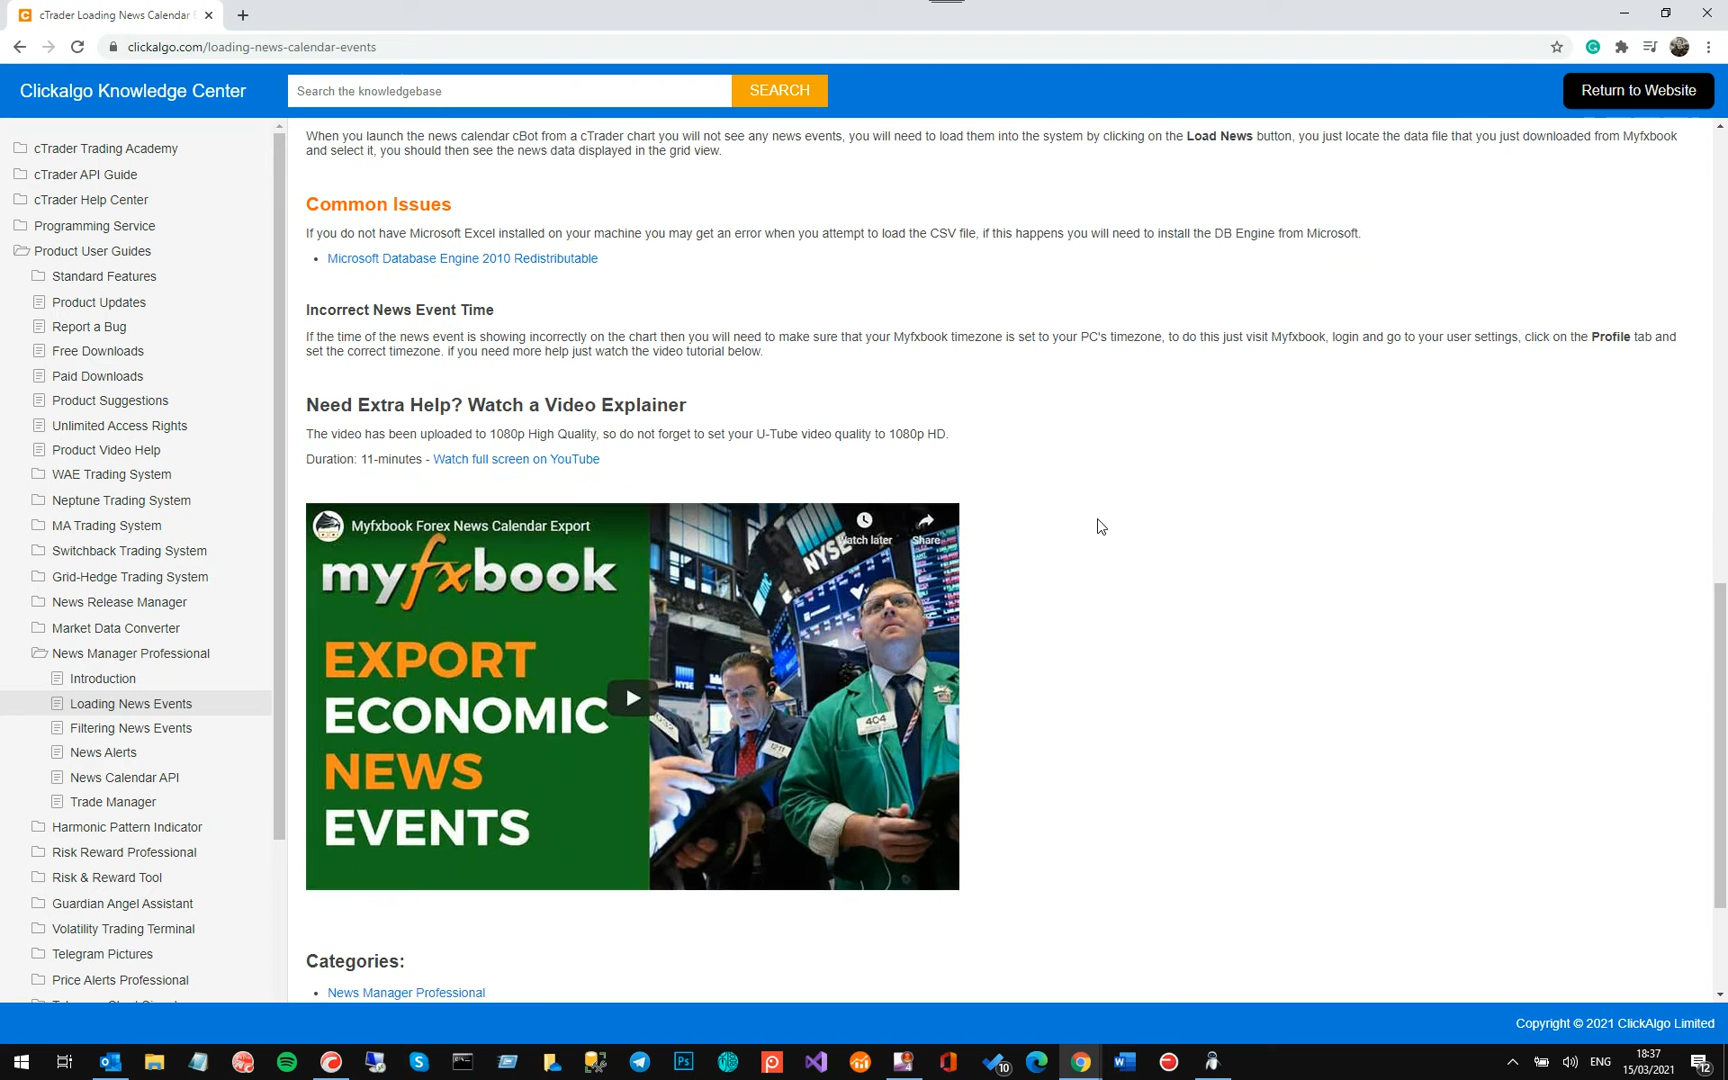 cTrader Loading News Calendar
clickalgo.com/loading-news-calendar-events
Clickalgo Knowledge Center
Search the knowledgebase
SEARCH
Return to Website
cTrader Trading Academy
cTrader API Guide
cTrader Help Center
Programming Service
Product User Guides
Standard Features
Product Updates
Report a Bug
Free Downloads
Paid Downloads
Product Suggestions
Unlimited Access Rights
Product Video Help
WAE Trading System
Neptune Trading System
MA Trading System
Switchback Trading System
Grid-Hedge Trading System
News Release Manager
Market Data Converter
News Manager Professional
Introduction
Loading News Events
Filtering News Events
News Alerts
News Calendar API
Trade Manager
Harmonic Pattern Indicator
Risk Reward Professional
Risk & Reward Tool
Guardian Angel Assistant
Volatility Trading Terminal
Telegram Pictures
Price Alerts Professional
When you launch the news calendar cBot from a cTrader chart you will not see any news events, you will need to load them into the system by clicking on the Load News button, you just locate the data file that you just downloaded from Myfxbook
and select it, you should then see the news data displayed in the grid view.
Common Issues
If you do not have Microsoft Excel installed on your machine you may get an error when you attempt to load the CSV file, if this happens you will need to install the DB Engine from Microsoft.
• Microsoft Database Engine 2010 Redistributable
Incorrect News Event Time
If the time of the news event is showing incorrectly on the chart then you will need to make sure that your Myfxbook timezone is set to your PC's timezone, to do this just visit Myfxbook, login and go to your user settings, click on the Profile tab and
set the correct timezone. if you need more help just watch the video tutorial below.
Need Extra Help? Watch a Video Explainer
The video has been uploaded to 1080p High Quality, so do not forget to set your U-Tube video quality to 1080p HD.
Duration: 11-minutes - Watch full screen on YouTube
Myfxbook Forex News Calendar Export
Watch later
Share
myfxbook
EXPORT
ECONOMIC
NEWS
EVENTS
NYSE
404
Categories:
• News Manager Professional
Copyright © 2021 ClickAlgo Limited
10
ENG
18:37
15/03/2021
12